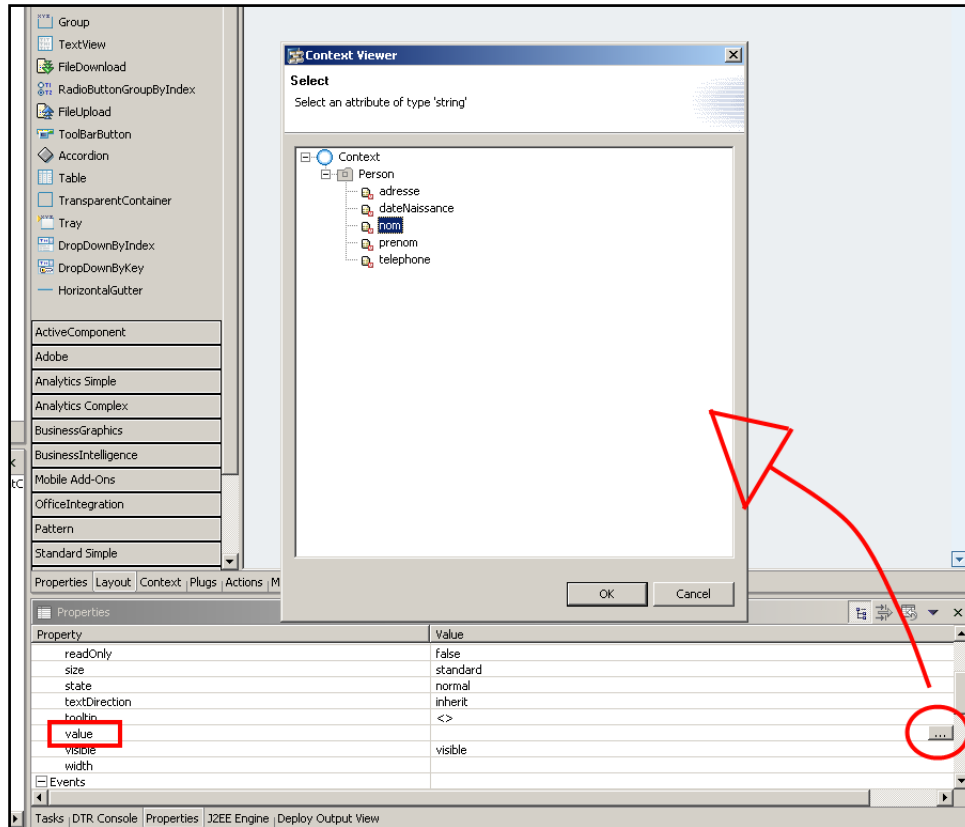 Group
TextView
FileDownload
RadioButtonGroupByIndex
FileUpload
ToolBarButton
Accordion
Table
TransparentContainer
Tray
DropDownByIndex
DropDownByKey
HorizontalGutter
ActiveComponent
Adobe
Analytics Simple
Analytics Complex
BusinessGraphics
BusinessIntelligence
Mobile Add-Ons
OfficeIntegration
Pattern
Standard Simple
Context Viewer
Select
Select an attribute of type 'string'
Context
Person
adresse
dateNaissance
nom
prenom
telephone
OK Cancel
Properties Layout Context Plugs Actions M
Properties
Property Value
readOnly false
size standard
state normal
textDirection inherit
tooltip <>
value ...
visible visible
width
Events
Tasks DTR Console Properties J2EE Engine Deploy Output View